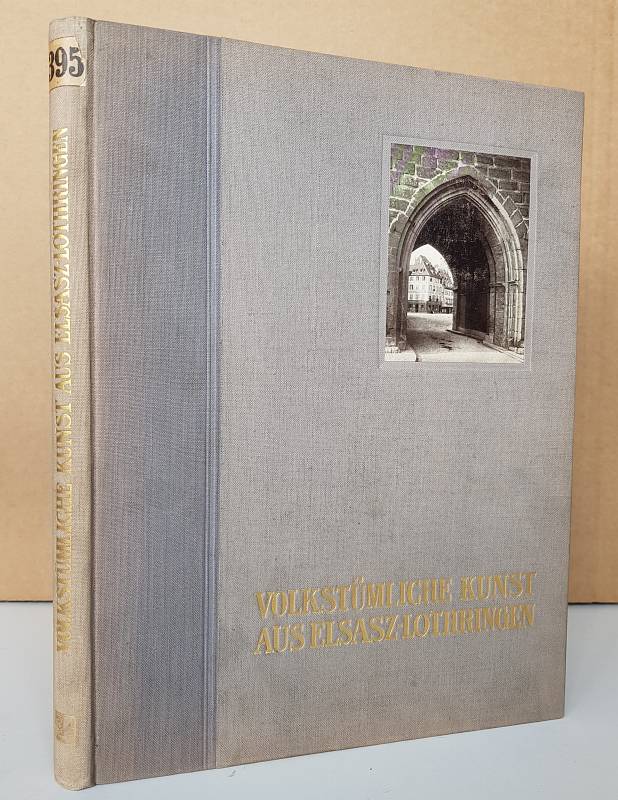 395
VOLKSTÜMLICHE KUNST AUS ELSASZ-LOTHRINGEN
VOLKSTÜMLICHE KUNST
AUS ELSASZ-LOTHRINGEN